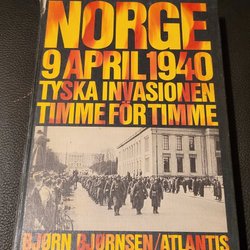 NORGE
9 APRIL 1940
TYSKA INVASIONEN
TIMME FÖR TIMME
BJØRN BJØRNSEN/ATLANTIS